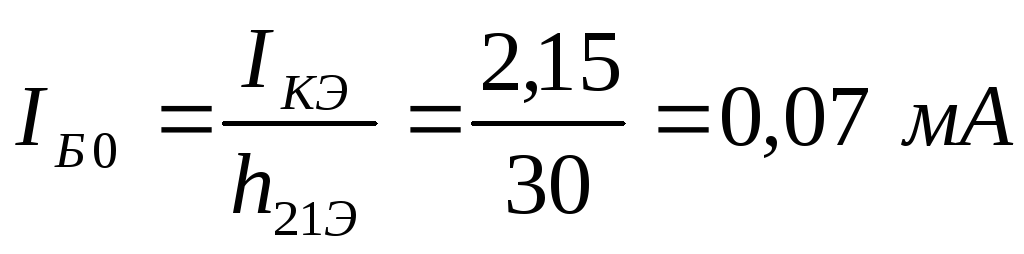 I_Б0 = I_КЭ / h_21Э = 2,15 / 30 = 0,07 мА